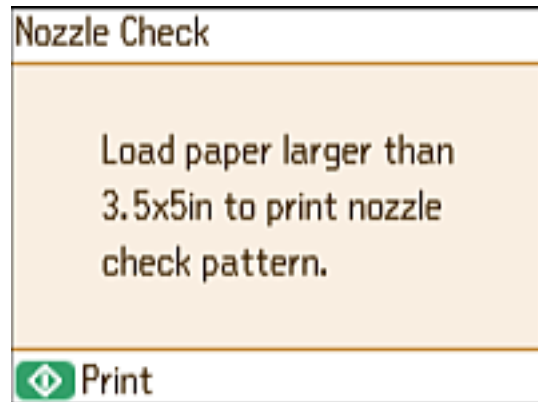 Nozzle Check
Load paper larger than
3.5x5in to print nozzle
check pattern.
Print